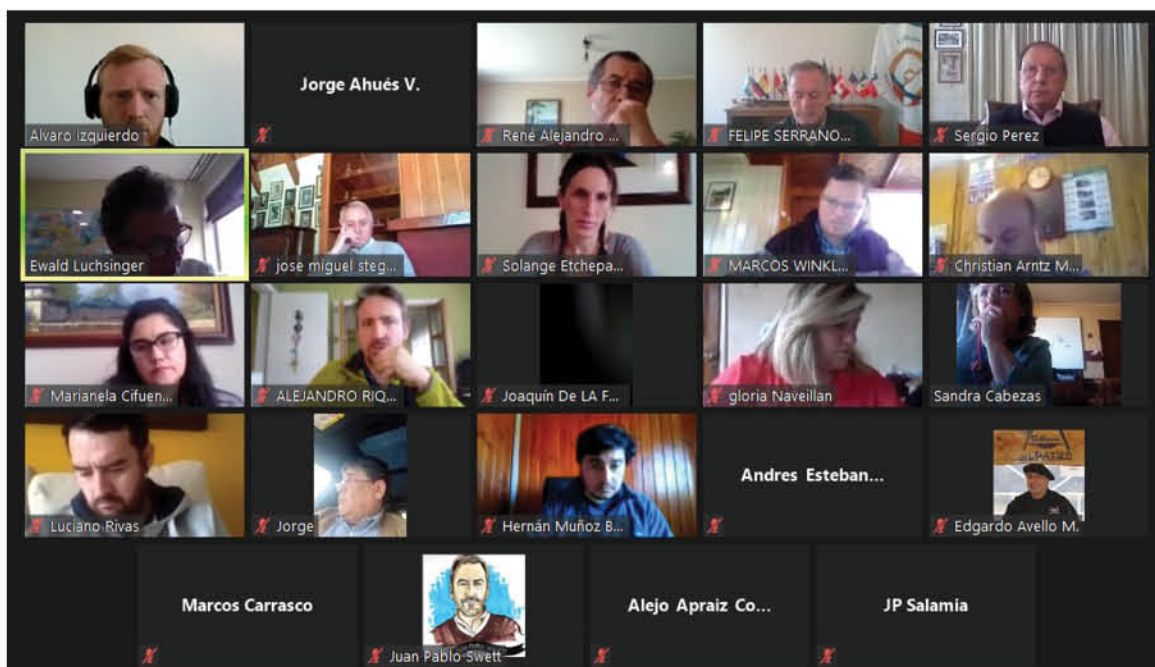 Alvaro Izquierdo
Jorge Ahués V.
René Alejandro ...
FELIPE SERRANO...
Sergio Perez
Ewald Luchsinger
jose miguel steg...
Solange Etchepa...
MARCOS WINKL...
Christian Arntz M...
Marianela Cifuen...
ALEJANDRO RIQ...
Joaquín De LA F...
gloria Naveillan
Sandra Cabezas
Luciano Rivas
Jorge
Hernán Muñoz B...
Andres Esteban...
Edgardo Avello M.
Marcos Carrasco
Juan Pablo Swett
Alejo Apraiz Co...
JP Salamia